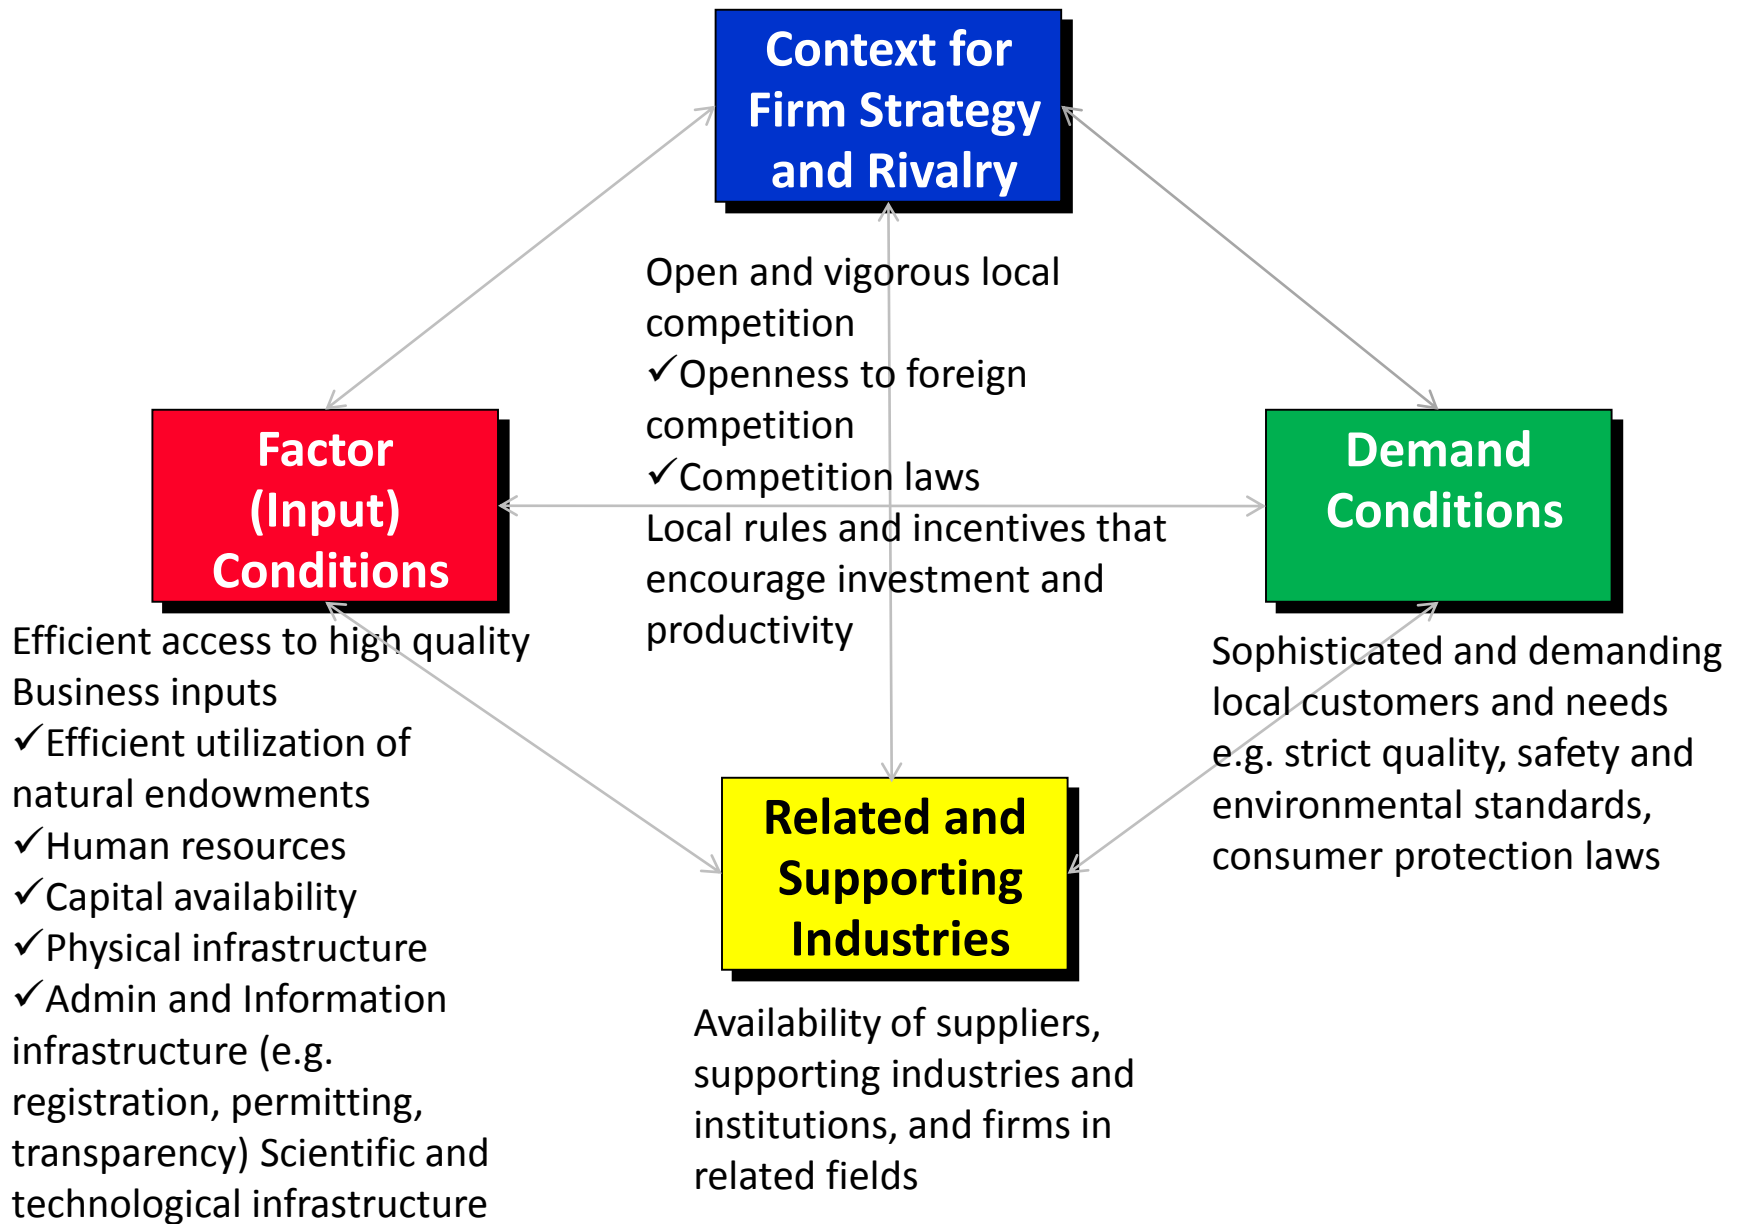 Context for
Firm Strategy
and Rivalry
Open and vigorous local
competition
✓Openness to foreign
competition
✓Competition laws
Local rules and incentives that
encourage investment and
productivity
Factor
(Input)
Conditions
Efficient access to high quality
Business inputs
✓Efficient utilization of
natural endowments
✓Human resources
✓Capital availability
✓Physical infrastructure
✓Admin and Information
infrastructure (e.g.
registration, permitting,
transparency) Scientific and
technological infrastructure
Demand
Conditions
Sophisticated and demanding
local customers and needs
e.g. strict quality, safety and
environmental standards,
consumer protection laws
Related and
Supporting
Industries
Availability of suppliers,
supporting industries and
institutions, and firms in
related fields